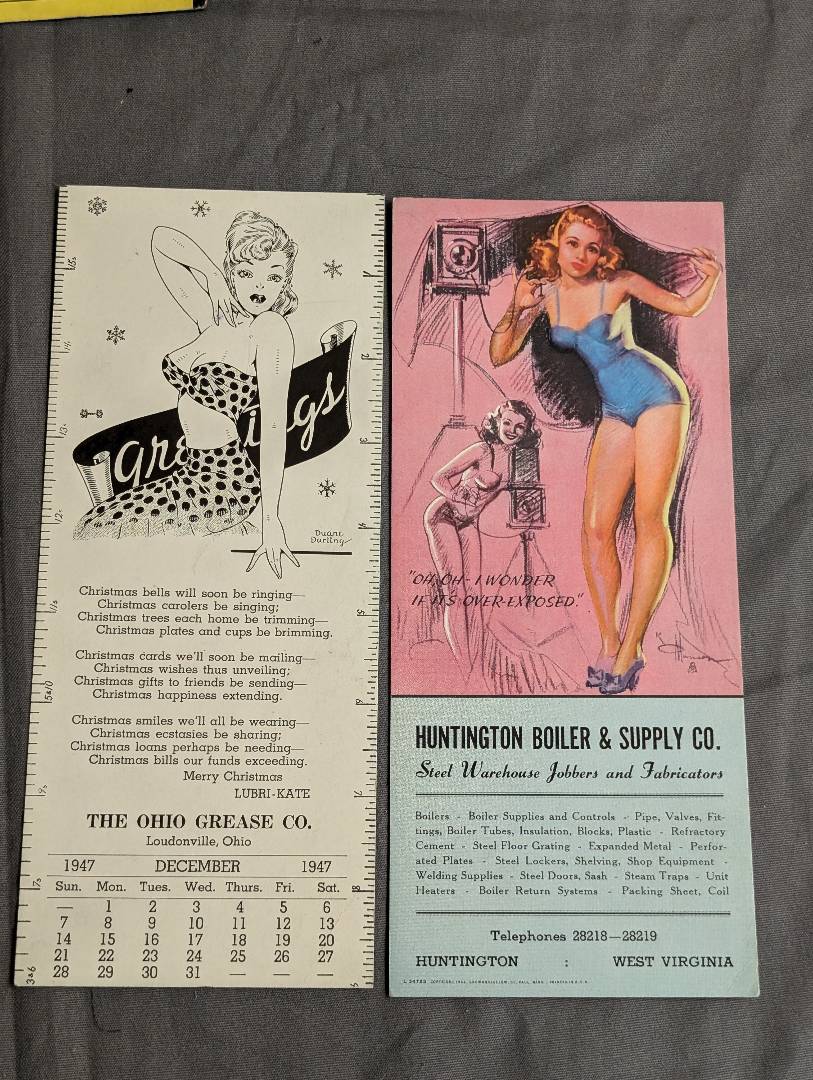 greetings
Duane
Durling
Christmas bells will soon be ringing—
Christmas carolers be singing;
Christmas trees each home be trimming—
Christmas plates and cups be brimming.
Christmas cards we'll soon be mailing—
Christmas wishes thus unveiling;
Christmas gifts to friends be sending—
Christmas happiness extending.
Christmas smiles we'll all be wearing—
Christmas ecstasies be sharing;
Christmas loans perhaps be needing—
Christmas bills our funds exceeding.
Merry Christmas
LUBRI-KATE
THE OHIO GREASE CO.
Loudonville, Ohio
1947 DECEMBER 1947
Sun. Mon. Tues. Wed. Thurs. Fri. Sat.
— 1 2 3 4 5 6
7 8 9 10 11 12 13
14 15 16 17 18 19 20
21 22 23 24 25 26 27
28 29 30 31 — — —
"OH, OH - I WONDER
IF IT'S OVER-EXPOSED."
HUNTINGTON BOILER & SUPPLY CO.
Steel Warehouse Jobbers and Fabricators
Boilers - Boiler Supplies and Controls - Pipe, Valves, Fit-
tings, Boiler Tubes, Insulation, Blocks, Plastic - Refractory
Cement - Steel Floor Grating - Expanded Metal - Perfor-
ated Plates - Steel Lockers, Shelving, Shop Equipment -
Welding Supplies - Steel Doors, Sash - Steam Traps - Unit
Heaters - Boiler Return Systems - Packing Sheet, Coil
Telephones 28218—28219
HUNTINGTON : WEST VIRGINIA